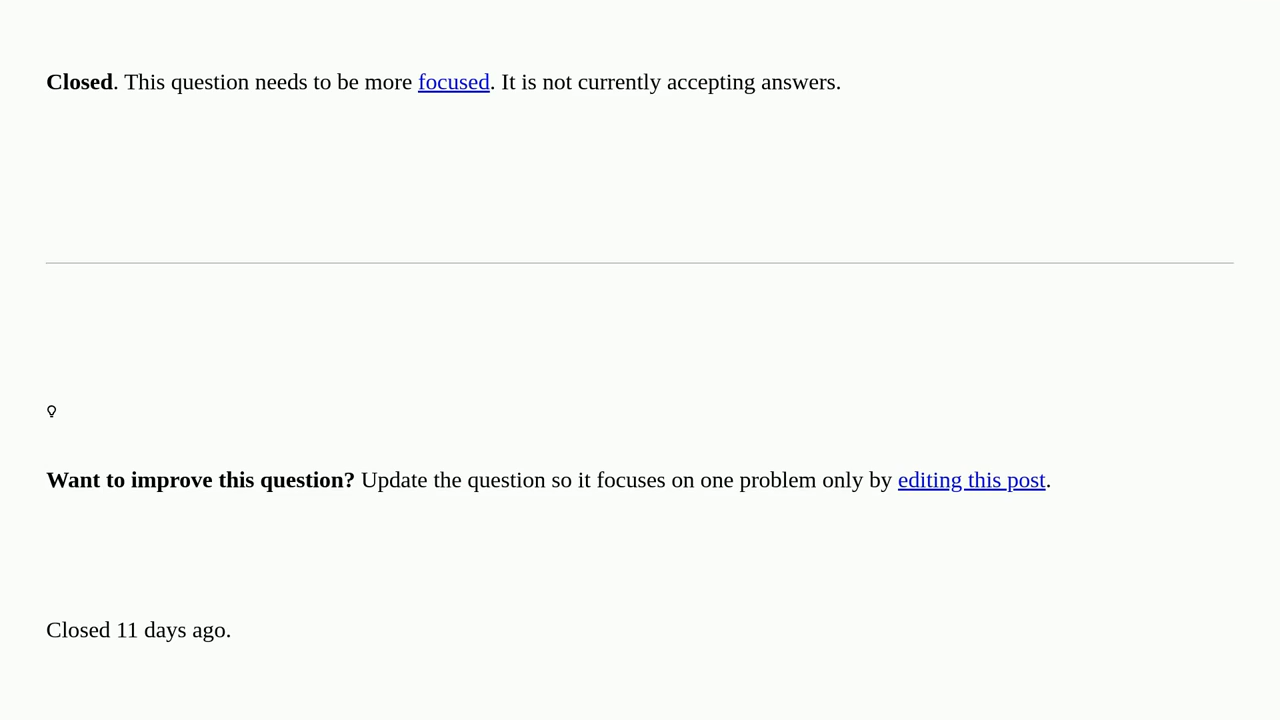 Closed. This question needs to be more focused. It is not currently accepting answers.
Want to improve this question? Update the question so it focuses on one problem only by editing this post.
Closed 11 days ago.